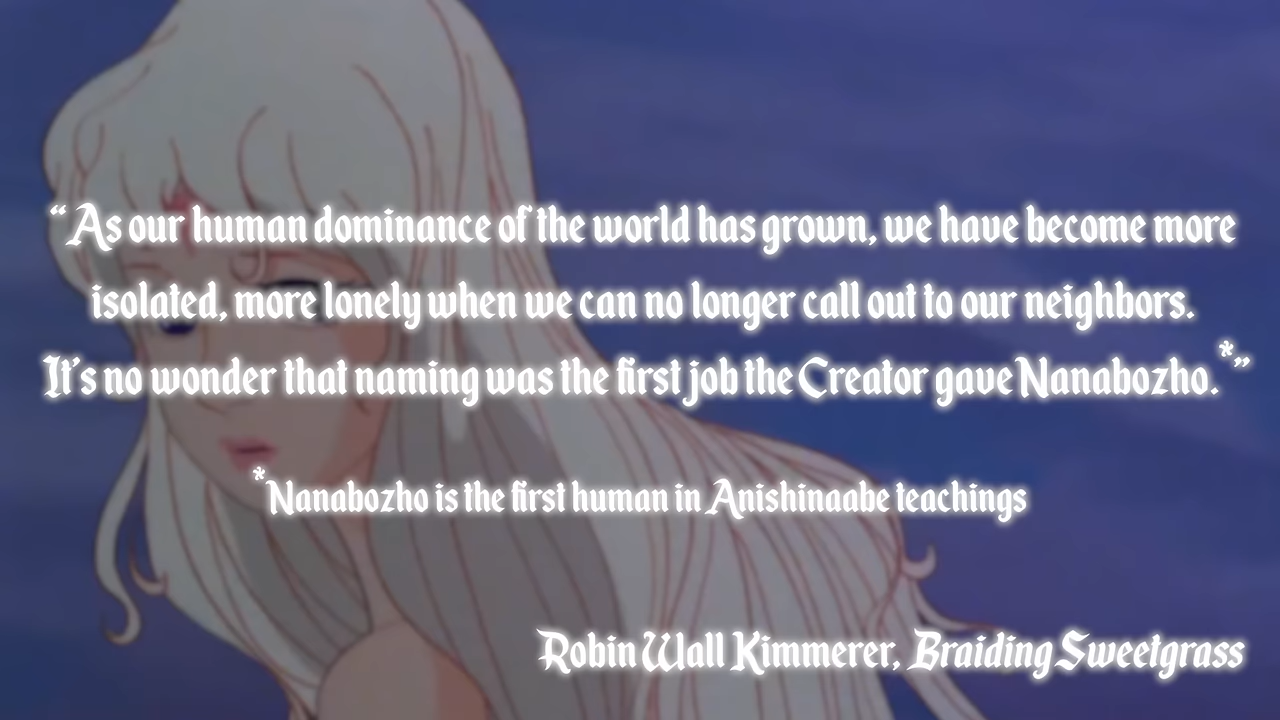 “As our human dominance of the world has grown, we have become more
isolated, more lonely when we can no longer call out to our neighbors.
It's no wonder that naming was the first job the Creator gave Nanabozho.*”
*Nanabozho is the first human in Anishinaabe teachings
Robin Wall Kimmerer, Braiding Sweetgrass